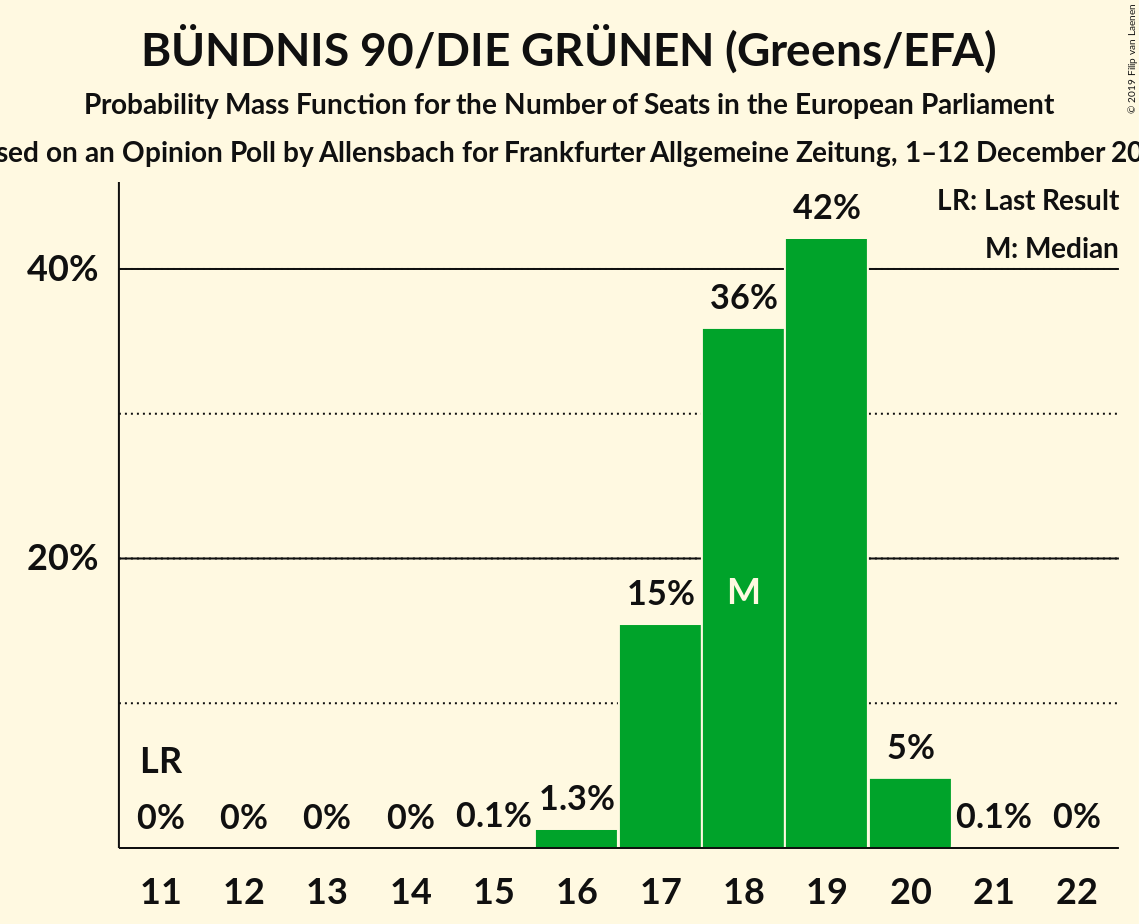 BÜNDNIS 90/DIE GRÜNEN (Greens/EFA)
Probability Mass Function for the Number of Seats in the European Parliament
sed on an Opinion Poll by Allensbach for Frankfurter Allgemeine Zeitung, 1–12 December 20
© 2019 Filip van Laenen
LR: Last Result
M: Median
42%
40%
36%
20%
15%
M
LR
5%
0% 0% 0% 0% 0.1% 1.3% 0.1% 0%
11 12 13 14 15 16 17 18 19 20 21 22